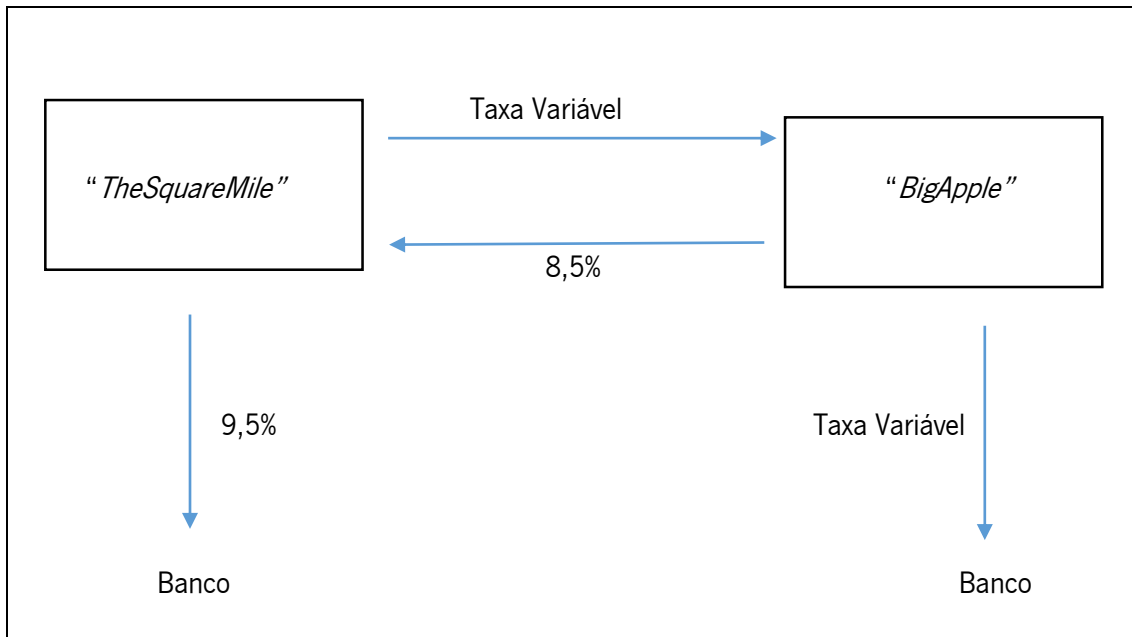 Taxa Variável
“TheSquareMile”
“BigApple”
8,5%
9,5%
Taxa Variável
Banco
Banco